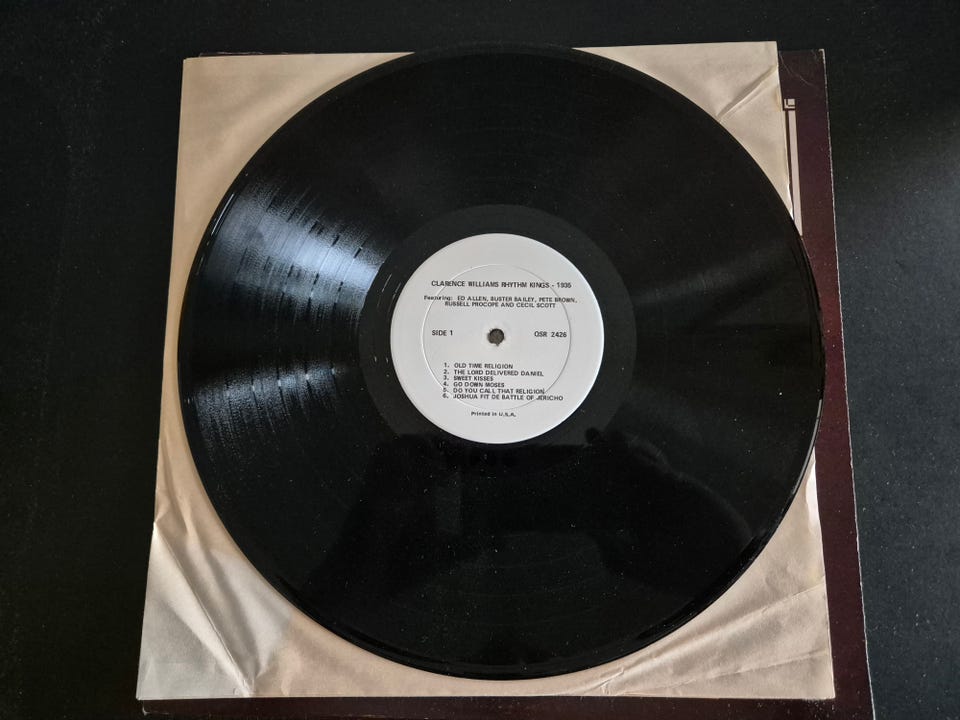 CLARENCE WILLIAMS RHYTHM KINGS - 1935
Featuring: ED ALLEN, BUSTER BAILEY, PETE BROWN,
RUSSELL PROCOPE AND CECIL SCOTT
SIDE 1 OSR 2426
1. OLD TIME RELIGION
2. THE LORD DELIVERED DANIEL
3. SWEET KISSES
4. GO DOWN MOSES
5. DO YOU CALL THAT RELIGION
6. JOSHUA FIT DE BATTLE OF JERICHO
Printed in U.S.A.